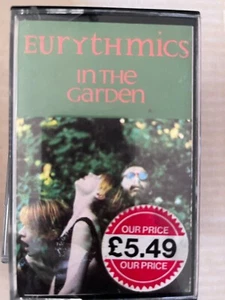 EURYTHMICS
IN THE
GARDEN
OUR PRICE
£5.49
OUR PRICE